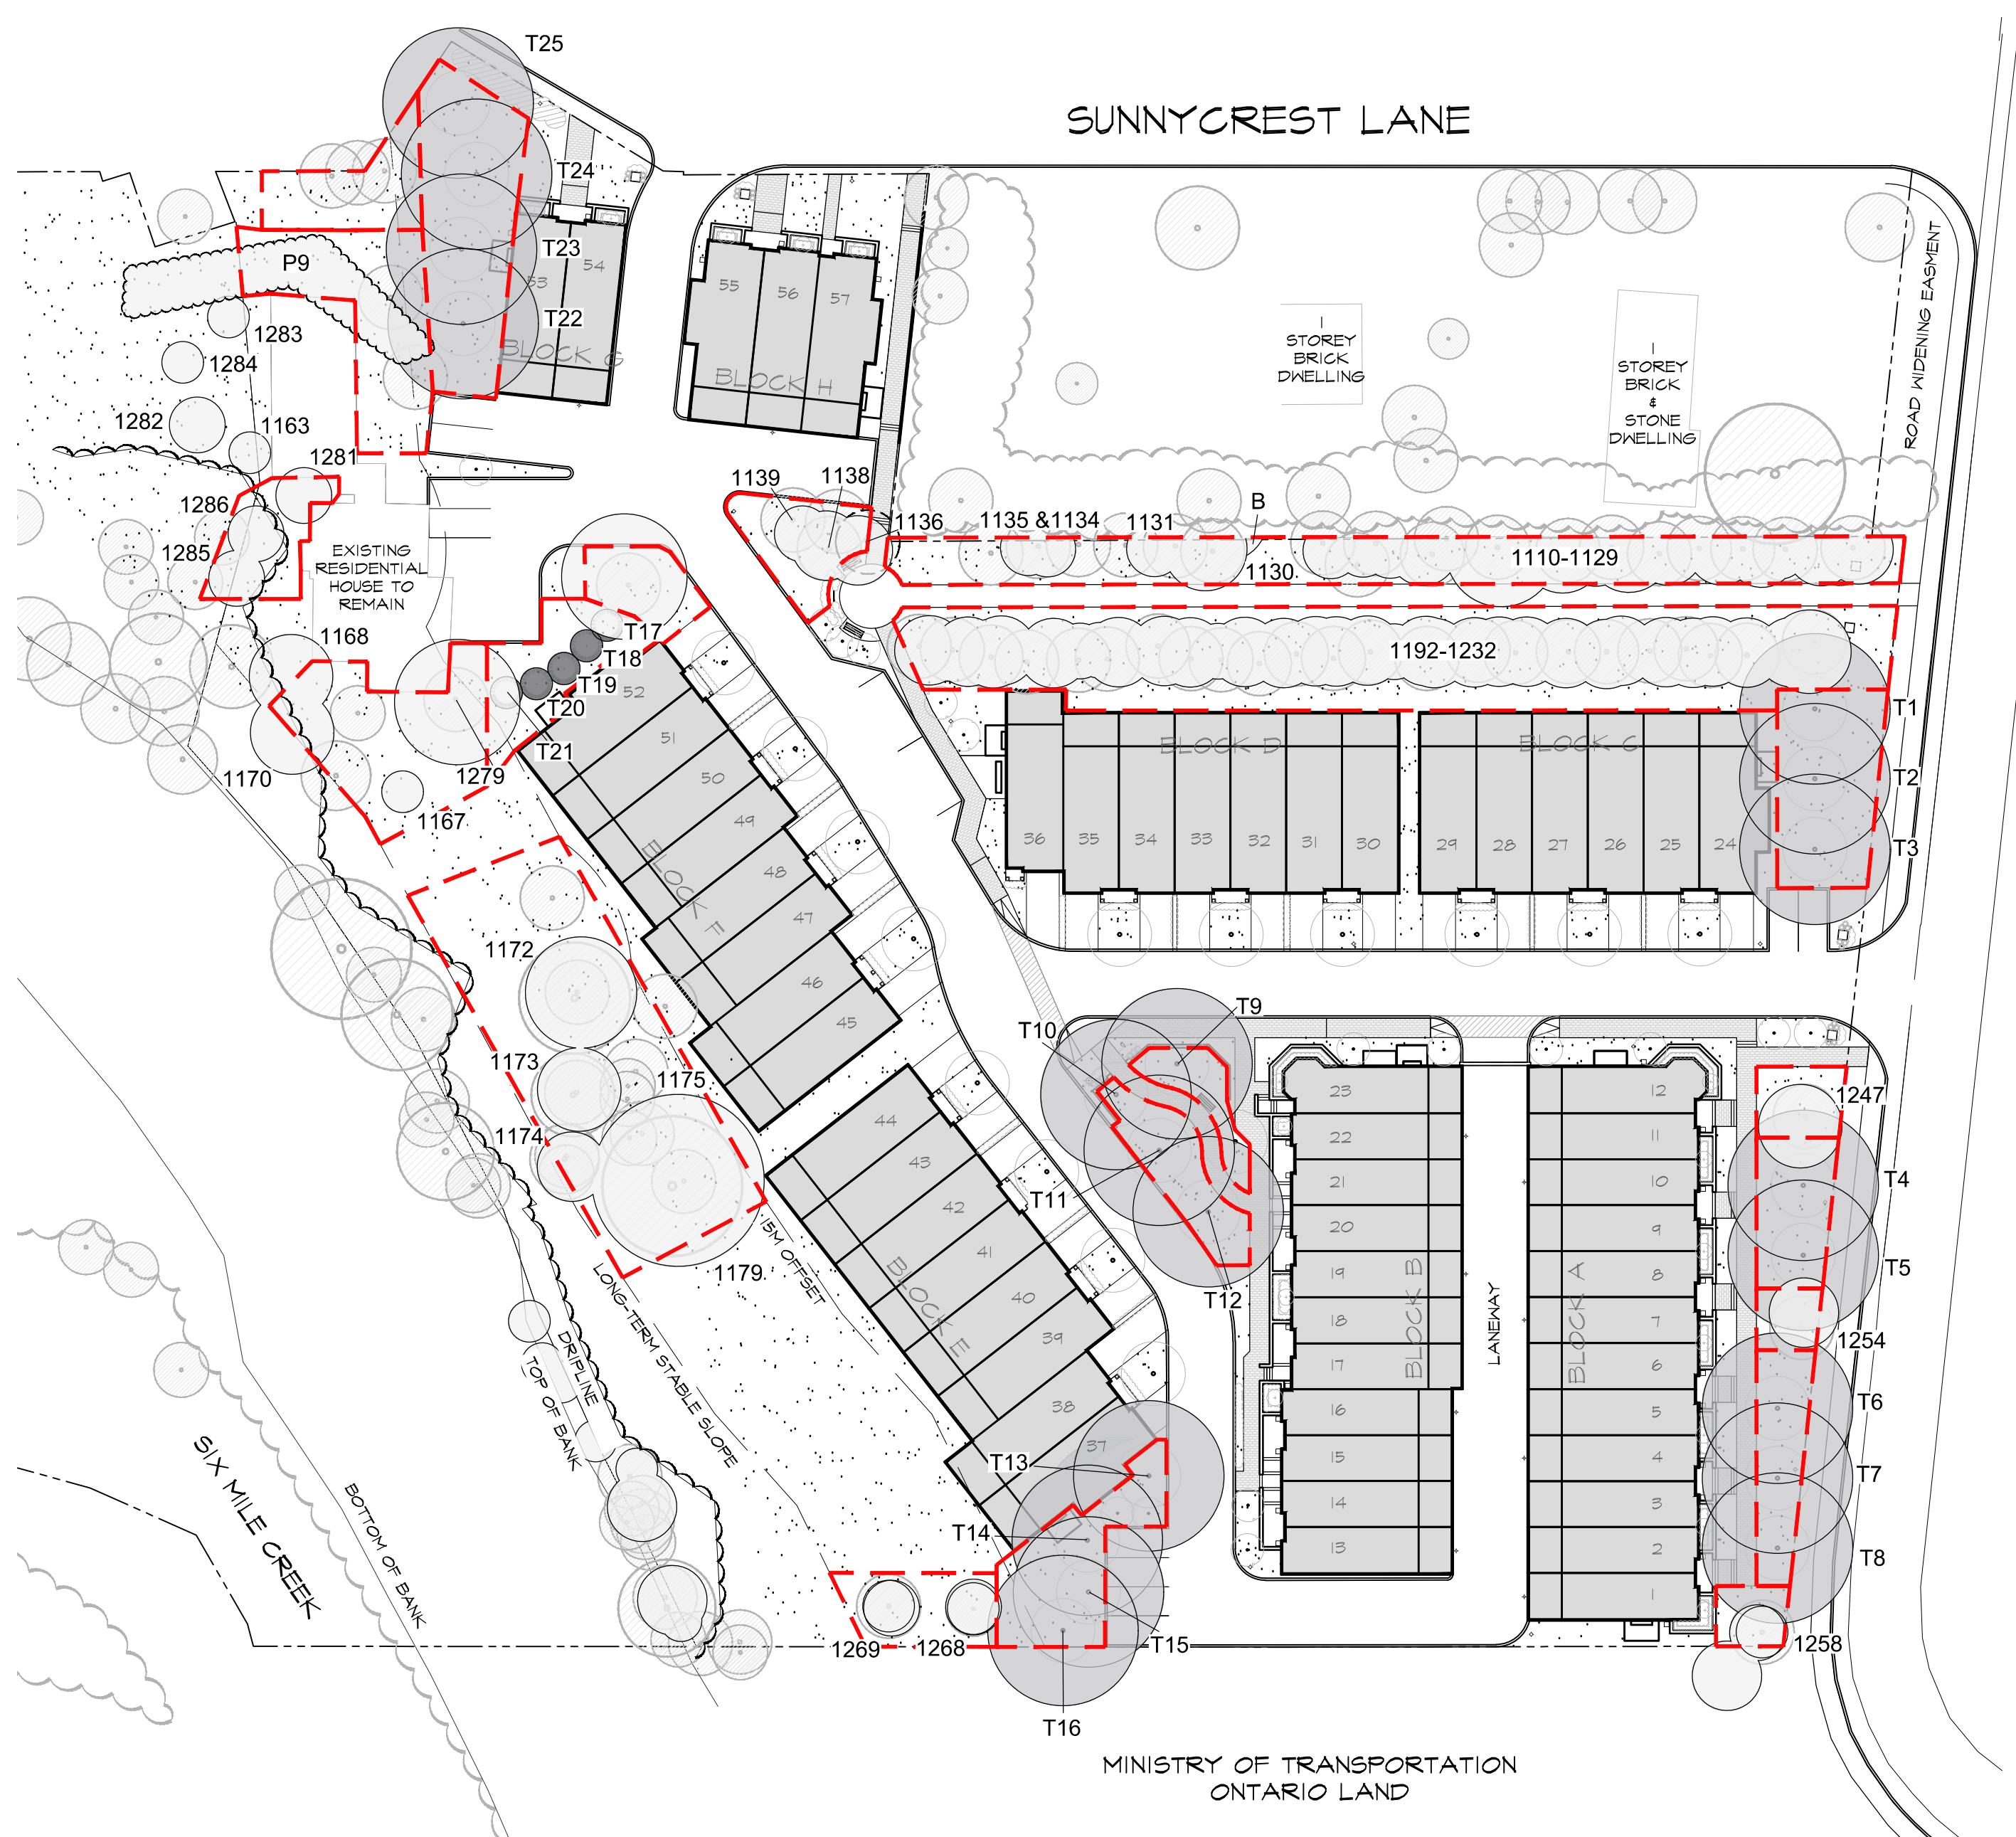 T25
SUNNYCREST LANE
T24
T23
T22
P9
53
54
BLOCK G
55
56
57
BLOCK H
1
STOREY
BRICK
DWELLING
1
STOREY
BRICK
&
STONE
DWELLING
ROAD WIDENING EASMENT
1283
1284
1282
1163
1281
1286
1285
EXISTING
RESIDENTIAL
HOUSE TO
REMAIN
1139
1138
1136
1135 &1134
1131
B
1130
1110-1129
1192-1232
1168
1170
1279
1167
T17
T18
T19
T20
T21
52
51
50
49
48
47
46
45
BLOCK F
BLOCK D
BLOCK C
36
35
34
33
32
31
30
29
28
27
26
25
24
T1
T2
T3
1172
1173
1174
1175
1179
T9
T10
T11
T12
44
43
42
41
40
39
38
37
BLOCK E
23
22
21
20
19
18
17
16
15
14
13
BLOCK B
LANEWAY
BLOCK A
12
11
10
9
8
7
6
5
4
3
2
1
1247
T4
T5
1254
T6
T7
T8
1258
15M OFFSET
LONG-TERM STABLE SLOPE
DRIPLINE
TOP OF BANK
BOTTOM OF BANK
SIX MILE CREEK
T13
T14
T15
T16
1269
1268
MINISTRY OF TRANSPORTATION
ONTARIO LAND